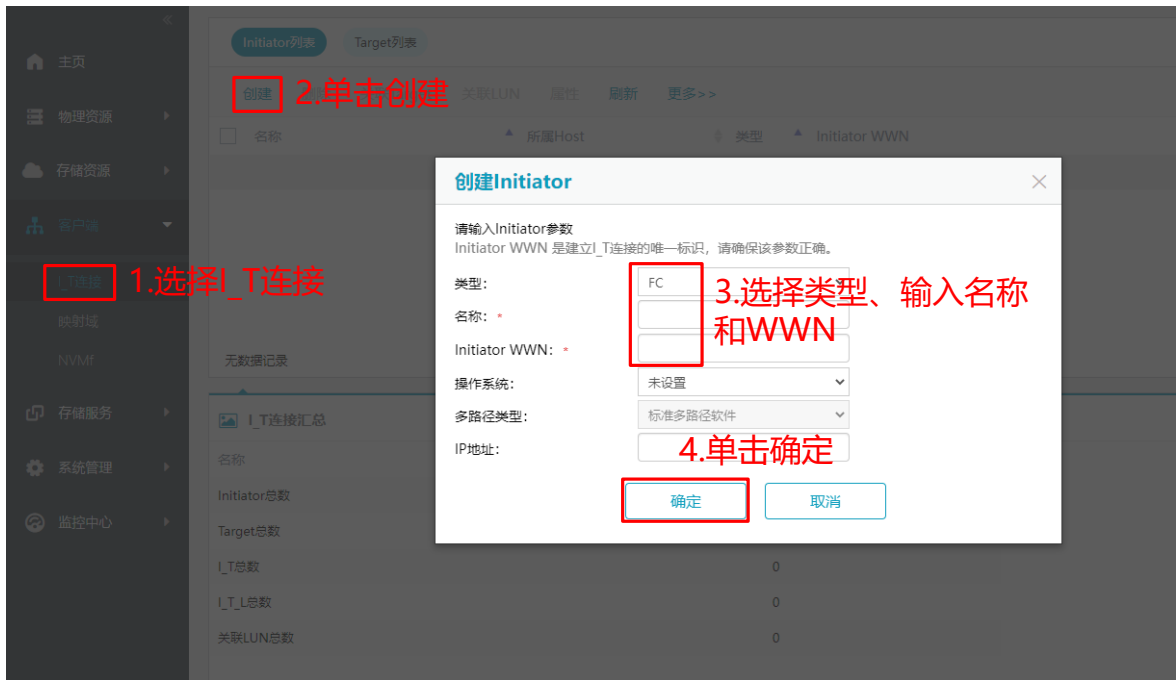 «
主页
物理资源
存储资源
客户端
I_T连接
映射域
NVMf
存储服务
系统管理
监控中心
1.选择I_T连接
Initiator列表 Target列表
创建 2.单击创建 关联LUN 属性 刷新 更多>>
名称 所属Host 类型 Initiator WWN
无数据记录
创建Initiator
请输入Initiator参数
Initiator WWN 是建立I_T连接的唯一标识，请确保该参数正确。
类型： FC
名称： *
Initiator WWN： *
3.选择类型、输入名称
和WWN
操作系统： 未设置
多路径类型： 标准多路径软件
IP地址：
4.单击确定
确定 取消
I_T连接汇总
名称
Initiator总数
Target总数
I_T总数 0
I_T_L总数 0
关联LUN总数 0